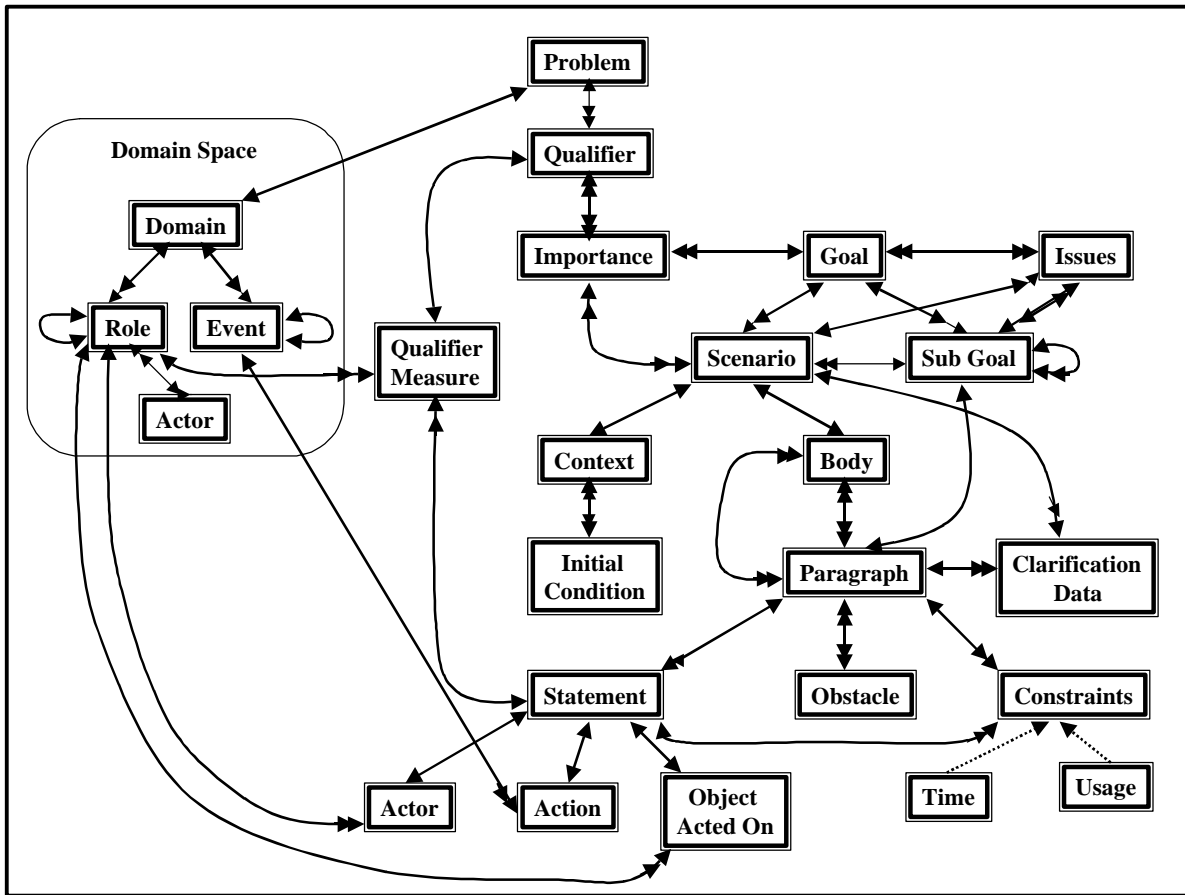 Problem
Domain Space
Qualifier
Domain
Importance
Goal
Issues
Role
Event
Qualifier
Measure
Scenario
Sub Goal
Actor
Context
Body
Initial
Condition
Paragraph
Clarification
Data
Statement
Obstacle
Constraints
Actor
Action
Object
Acted On
Time
Usage